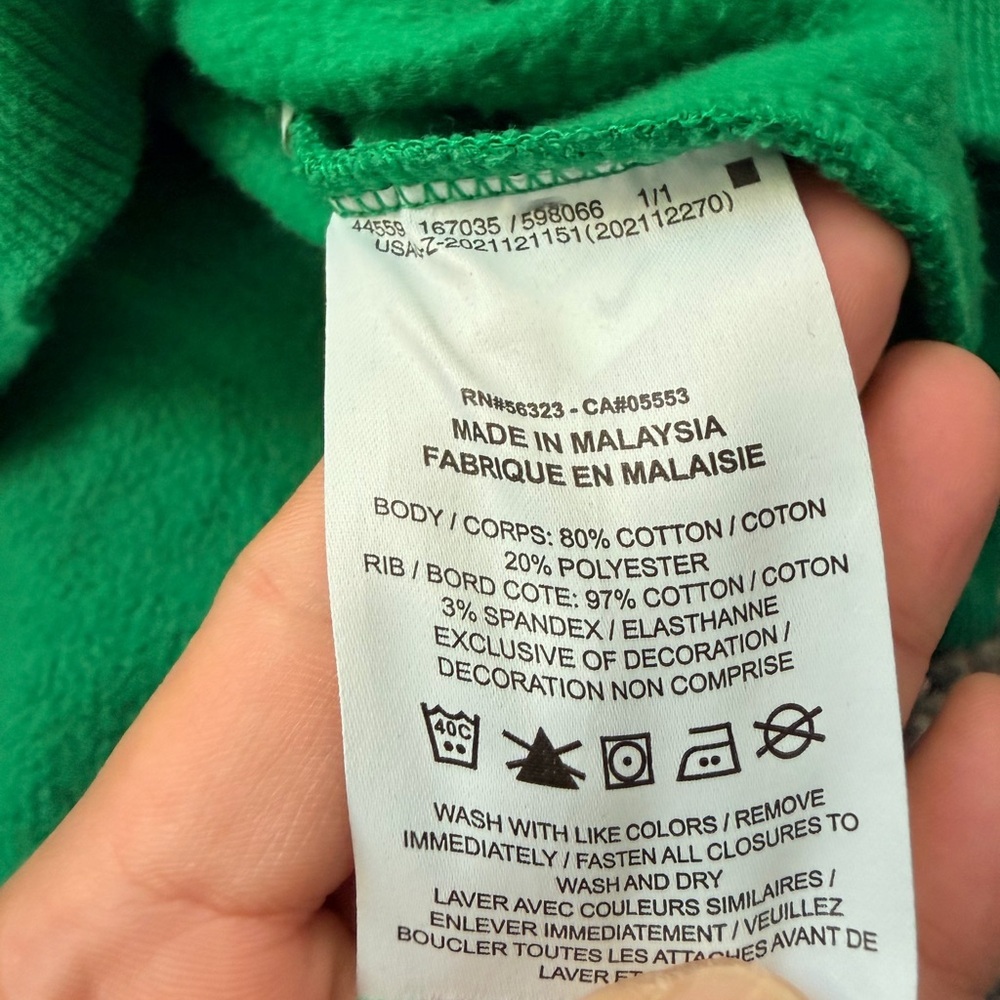 44559 167035 / 598066 1/1
USA-Z-2021121151(202112270)
RN#56323 - CA#05553
MADE IN MALAYSIA
FABRIQUE EN MALAISIE
BODY / CORPS: 80% COTTON / COTON
20% POLYESTER
RIB / BORD COTE: 97% COTTON / COTON
3% SPANDEX / ELASTHANNE
EXCLUSIVE OF DECORATION /
DECORATION NON COMPRISE
40C
WASH WITH LIKE COLORS / REMOVE
IMMEDIATELY / FASTEN ALL CLOSURES TO
WASH AND DRY
LAVER AVEC COULEURS SIMILAIRES /
ENLEVER IMMEDIATEMENT / VEUILLEZ
BOUCLER TOUTES LES ATTACHES AVANT DE
LAVER ET